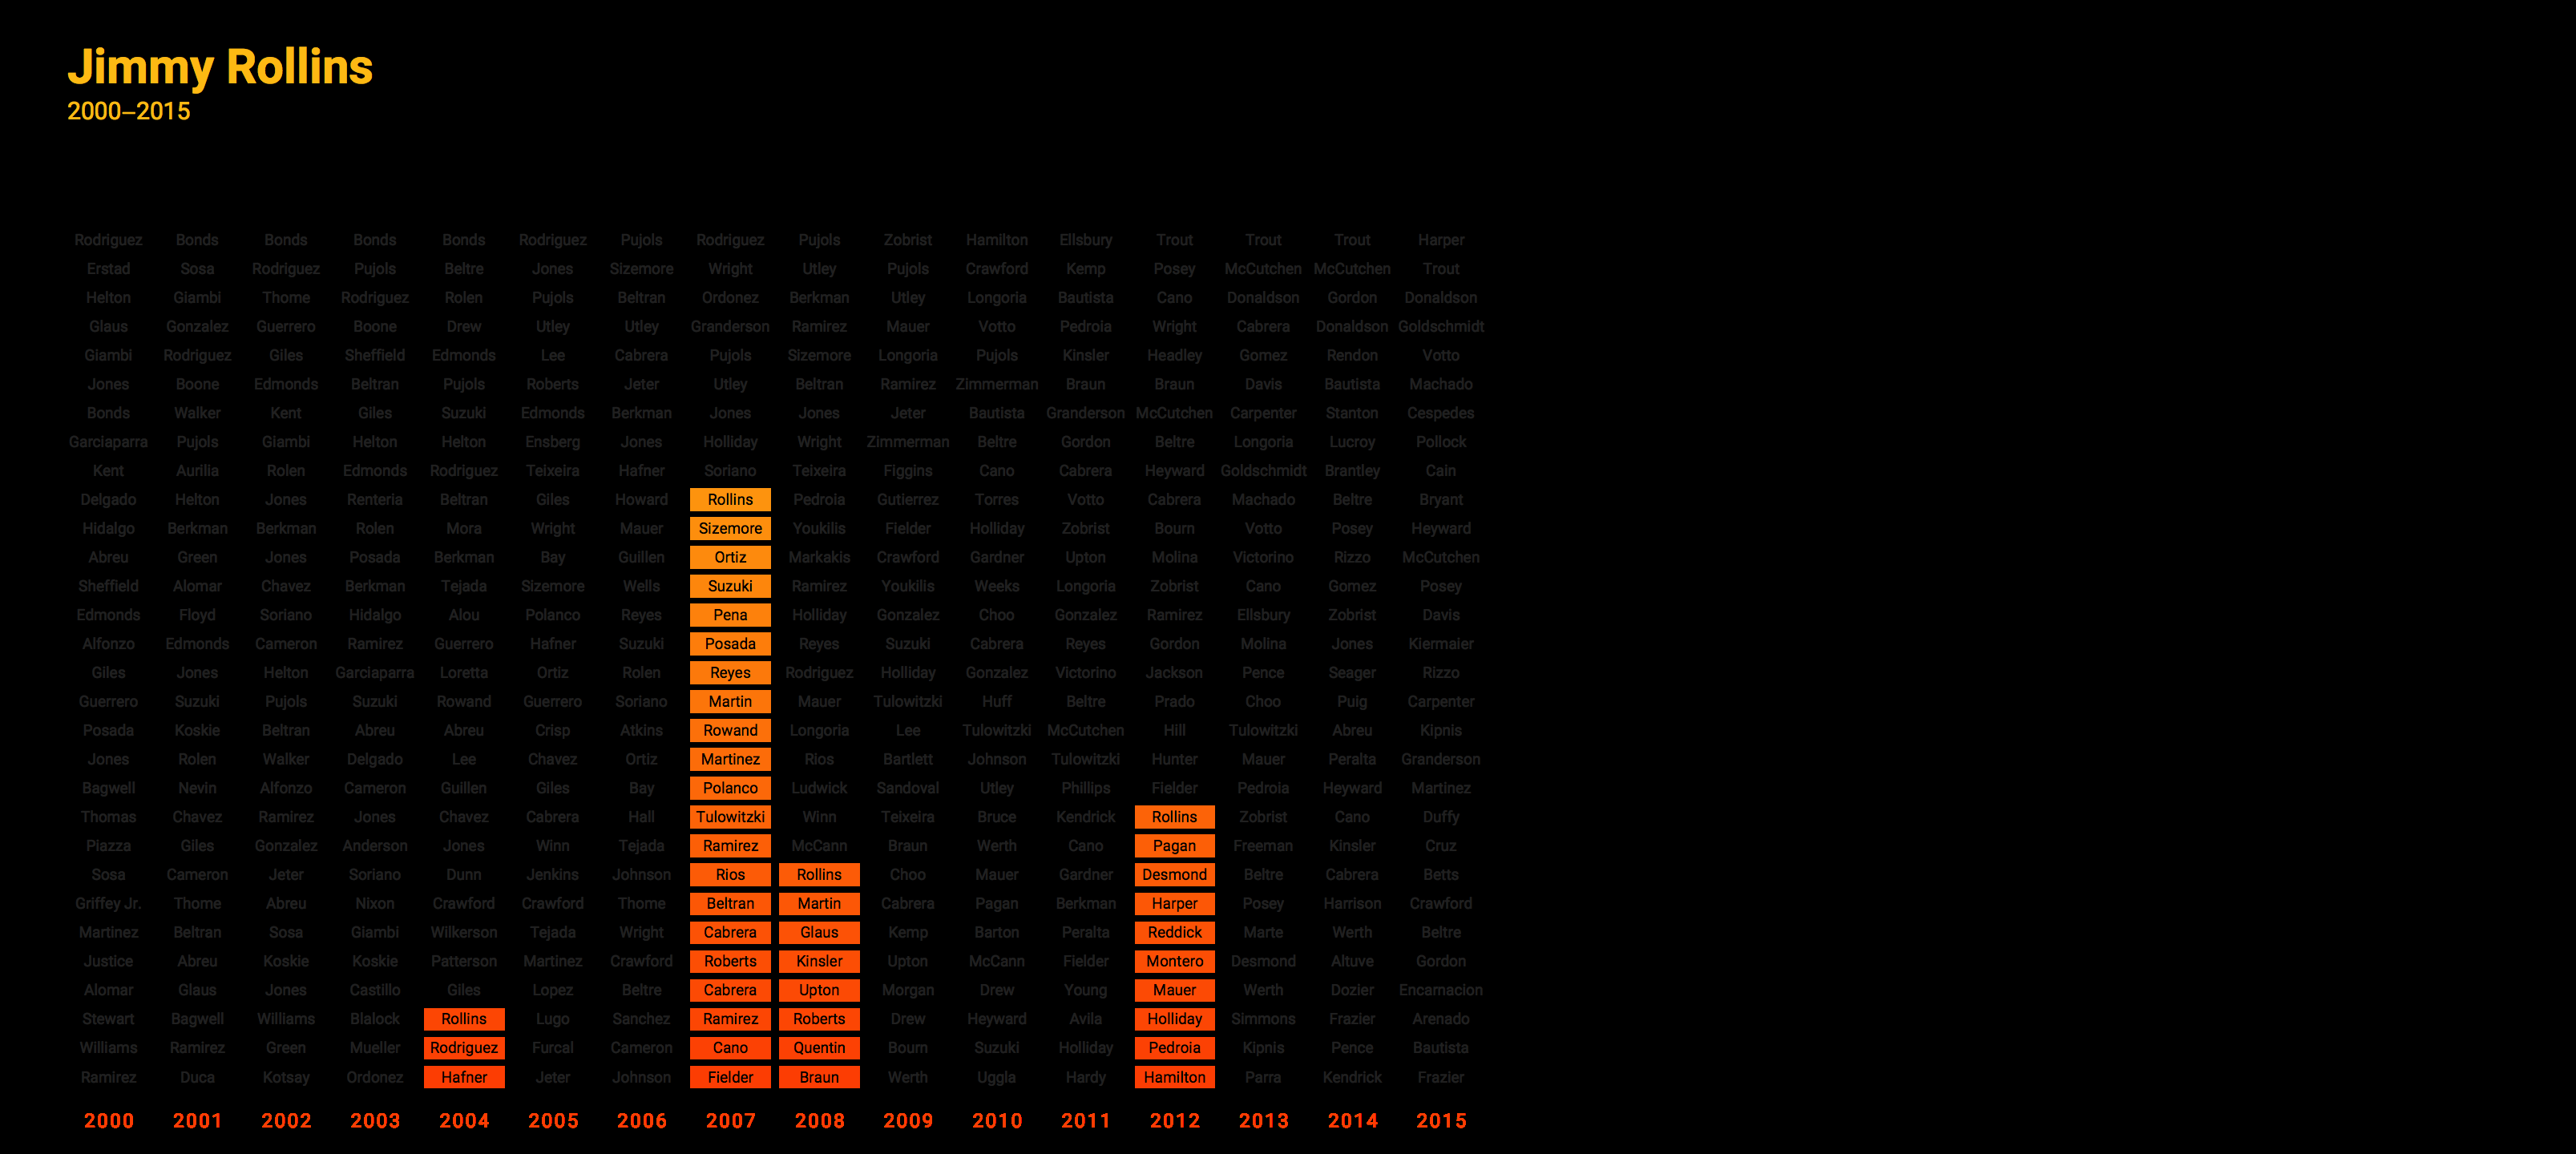 Jimmy Rollins
2000–2015
Rodriguez Bonds Bonds Bonds Bonds Rodriguez Pujols Rodriguez Pujols Zobrist Hamilton Ellsbury Trout Trout Trout Harper
Erstad Sosa Rodriguez Pujols Beltre Jones Sizemore Wright Utley Pujols Crawford Kemp Posey McCutchen McCutchen Trout
Helton Giambi Thome Rodriguez Rolen Pujols Beltran Ordonez Berkman Utley Longoria Bautista Cano Donaldson Gordon Donaldson
Glaus Gonzalez Guerrero Boone Drew Utley Utley Granderson Ramirez Mauer Votto Pedroia Wright Cabrera Donaldson Goldschmidt
Giambi Rodriguez Giles Sheffield Edmonds Lee Cabrera Pujols Sizemore Longoria Pujols Kinsler Headley Gomez Rendon Votto
Jones Boone Edmonds Beltran Pujols Roberts Jeter Utley Beltran Ramirez Zimmerman Braun Braun Davis Bautista Machado
Bonds Walker Kent Giles Suzuki Edmonds Berkman Jones Jones Jeter Bautista Granderson McCutchen Carpenter Stanton Cespedes
Garciaparra Pujols Giambi Helton Helton Ensberg Jones Holliday Wright Zimmerman Beltre Gordon Beltre Longoria Lucroy Pollock
Kent Aurilia Rolen Edmonds Rodriguez Teixeira Hafner Soriano Teixeira Figgins Cano Cabrera Heyward Goldschmidt Brantley Cain
Delgado Helton Jones Renteria Beltran Giles Howard Rollins Pedroia Gutierrez Torres Votto Cabrera Machado Beltre Bryant
Hidalgo Berkman Berkman Rolen Mora Wright Mauer Sizemore Youkilis Fielder Holliday Zobrist Bourn Votto Posey Heyward
Abreu Green Jones Posada Berkman Bay Guillen Ortiz Markakis Crawford Gardner Upton Molina Victorino Rizzo McCutchen
Sheffield Alomar Chavez Berkman Tejada Sizemore Wells Suzuki Ramirez Youkilis Weeks Longoria Zobrist Cano Gomez Posey
Edmonds Floyd Soriano Hidalgo Alou Polanco Reyes Pena Holliday Gonzalez Choo Gonzalez Ramirez Ellsbury Zobrist Davis
Alfonzo Edmonds Cameron Ramirez Guerrero Hafner Suzuki Posada Reyes Suzuki Cabrera Reyes Gordon Molina Jones Kiermaier
Giles Jones Helton Garciaparra Loretta Ortiz Rolen Reyes Rodriguez Holliday Gonzalez Victorino Jackson Pence Seager Rizzo
Guerrero Suzuki Pujols Suzuki Rowand Guerrero Soriano Martin Mauer Tulowitzki Huff Beltre Prado Choo Puig Carpenter
Posada Koskie Beltran Abreu Abreu Crisp Atkins Rowand Longoria Lee Tulowitzki McCutchen Hill Tulowitzki Abreu Kipnis
Jones Rolen Walker Delgado Lee Chavez Ortiz Martinez Rios Bartlett Johnson Tulowitzki Hunter Mauer Peralta Granderson
Bagwell Nevin Alfonzo Cameron Guillen Giles Bay Polanco Ludwick Sandoval Utley Phillips Fielder Pedroia Heyward Martinez
Thomas Chavez Ramirez Jones Chavez Cabrera Hall Tulowitzki Winn Teixeira Bruce Kendrick Rollins Zobrist Cano Duffy
Piazza Giles Gonzalez Anderson Jones Winn Tejada Ramirez McCann Braun Werth Cano Pagan Freeman Kinsler Cruz
Sosa Cameron Jeter Soriano Dunn Jenkins Johnson Rios Rollins Choo Mauer Gardner Desmond Beltre Cabrera Betts
Griffey Jr. Thome Abreu Nixon Crawford Crawford Thome Beltran Martin Cabrera Pagan Berkman Harper Posey Harrison Crawford
Martinez Beltran Sosa Giambi Wilkerson Tejada Wright Cabrera Glaus Kemp Barton Peralta Reddick Marte Werth Beltre
Justice Abreu Koskie Koskie Patterson Martinez Crawford Roberts Kinsler Upton McCann Fielder Montero Desmond Altuve Gordon
Alomar Glaus Jones Castillo Giles Lopez Beltre Cabrera Upton Morgan Drew Young Mauer Werth Dozier Encarnacion
Stewart Bagwell Williams Blalock Rollins Lugo Sanchez Ramirez Roberts Drew Heyward Avila Holliday Simmons Frazier Arenado
Williams Ramirez Green Mueller Rodriguez Furcal Cameron Cano Quentin Bourn Suzuki Holliday Pedroia Kipnis Pence Bautista
Ramirez Duca Kotsay Ordonez Hafner Jeter Johnson Fielder Braun Werth Uggla Hardy Hamilton Parra Kendrick Frazier
2000 2001 2002 2003 2004 2005 2006 2007 2008 2009 2010 2011 2012 2013 2014 2015